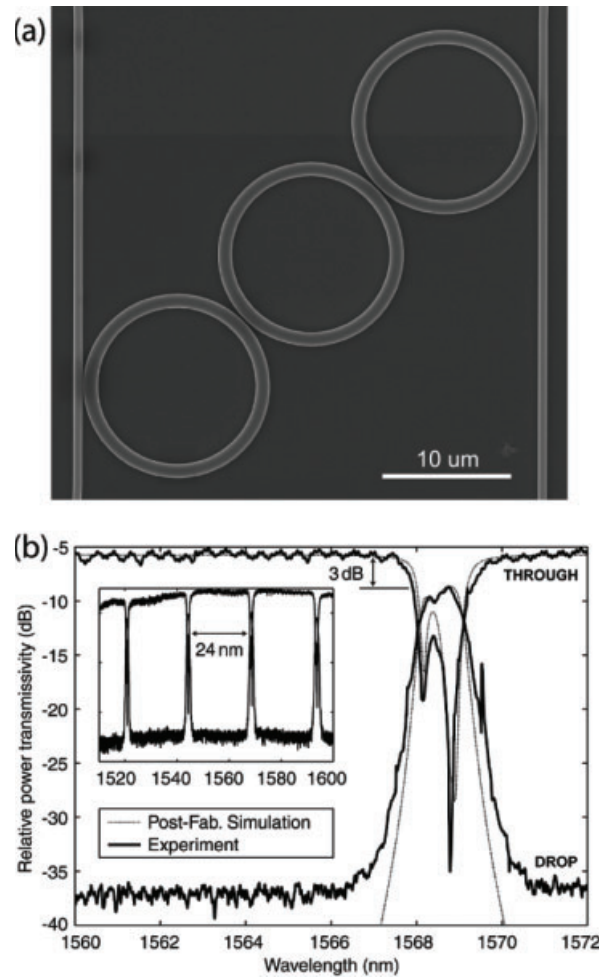 (a)
10 um
(b)
-5
-10
-15
-20
-25
-30
-35
-40
Relative power transmissivity (dB)
3 dB
THROUGH
24 nm
1520 1540 1560 1580 1600
Post-Fab. Simulation
Experiment
DROP
1560 1562 1564 1566 1568 1570 1572
Wavelength (nm)